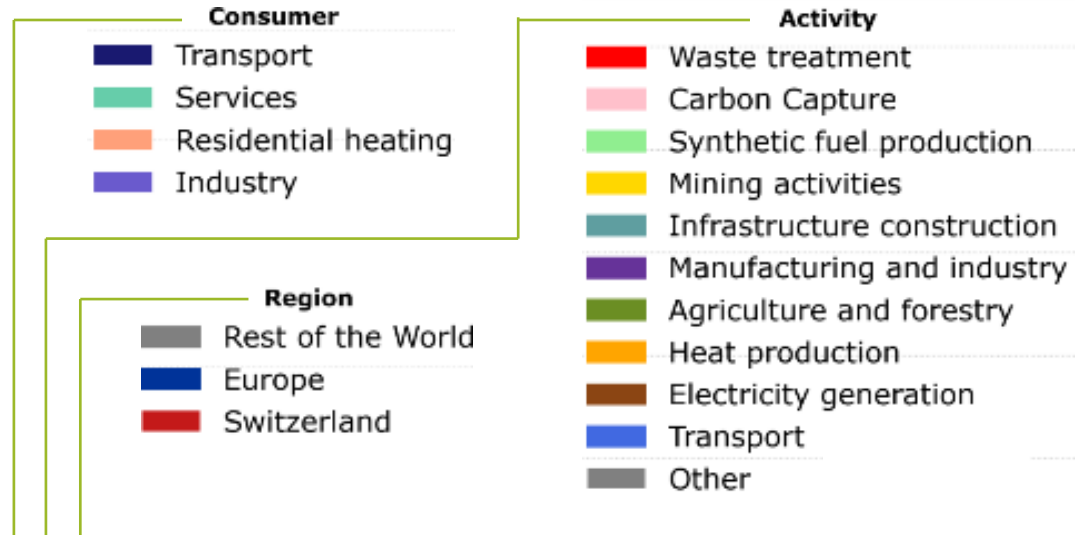 Consumer
Transport
Services
Residential heating
Industry
Region
Rest of the World
Europe
Switzerland
Activity
Waste treatment
Carbon Capture
Synthetic fuel production
Mining activities
Infrastructure construction
Manufacturing and industry
Agriculture and forestry
Heat production
Electricity generation
Transport
Other